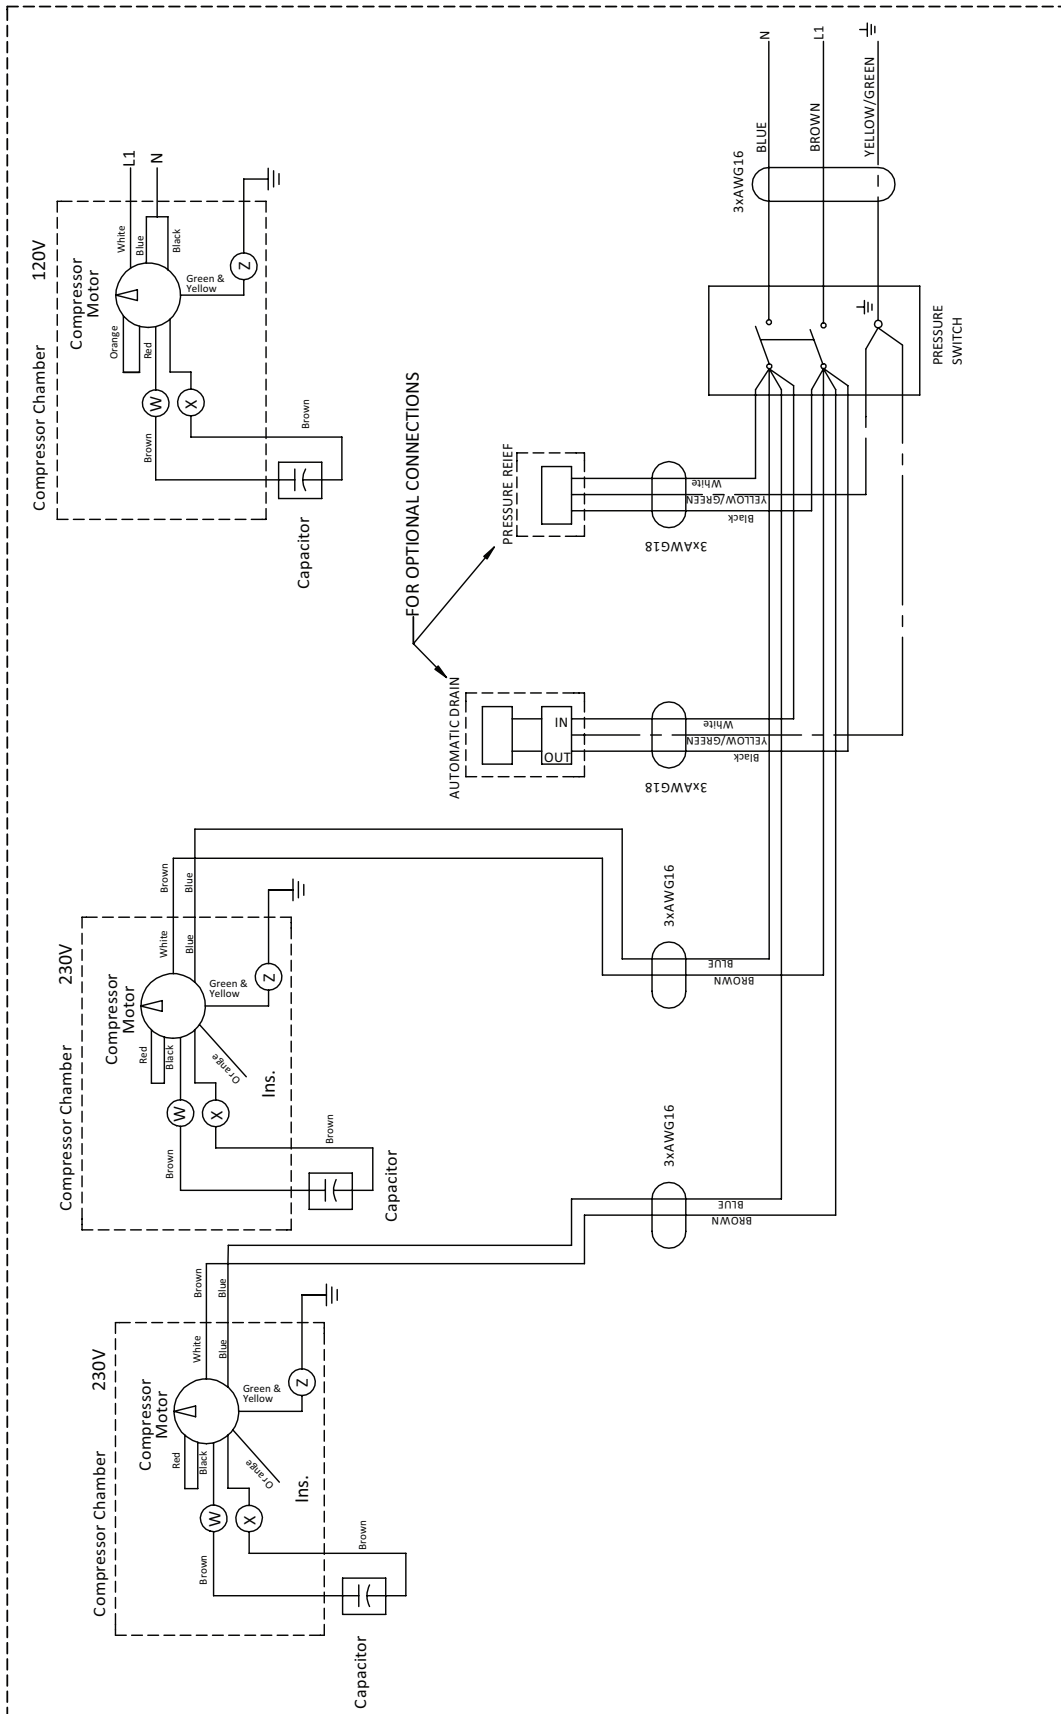 N
L1
BLUE
BROWN
YELLOW/GREEN
3xAWG16
PRESSURE
SWITCH
120V
Compressor Chamber
Compressor
Motor
L1
N
White
Blue
Black
Orange
Red
Green &
Yellow
Z
W
X
Brown
Brown
Capacitor
FOR OPTIONAL CONNECTIONS
PRESSURE REIEF
White
YELLOW/GREEN
Black
3xAWG18
AUTOMATIC DRAIN
IN
OUT
White
YELLOW/GREEN
Black
3xAWG18
230V
Compressor Chamber
Compressor
Motor
Brown
Blue
White
Blue
Red
Black
Green &
Yellow
Z
Orange
Ins.
W
X
Brown
Brown
Capacitor
3xAWG16
BLUE
BROWN
230V
Compressor Chamber
Compressor
Motor
Brown
Blue
White
Blue
Red
Black
Green &
Yellow
Z
Orange
Ins.
W
X
Brown
Brown
Capacitor
3xAWG16
BLUE
BROWN